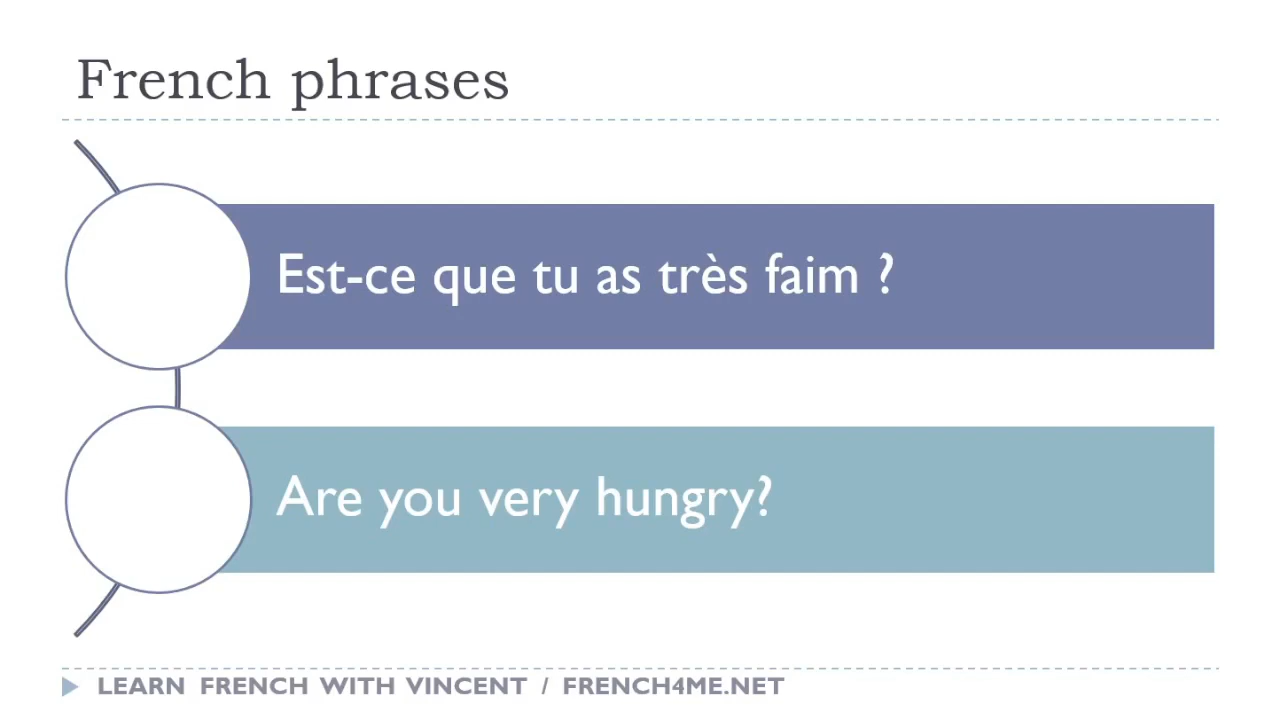 French phrases
Est-ce que tu as très faim ?
Are you very hungry?
LEARN FRENCH WITH VINCENT / FRENCH4ME.NET